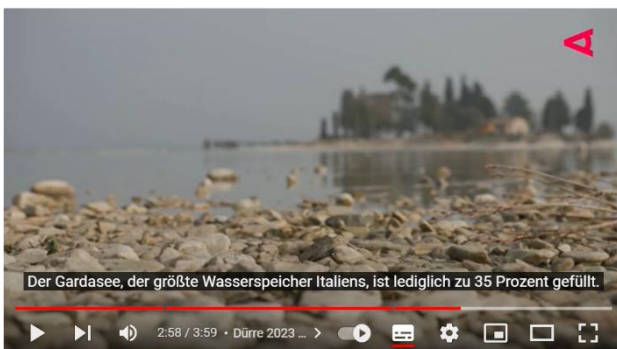 Der Gardasee, der größte Wasserspeicher Italiens, ist lediglich zu 35 Prozent gefüllt.
2:58 / 3:59 • Dürre 2023 ... >